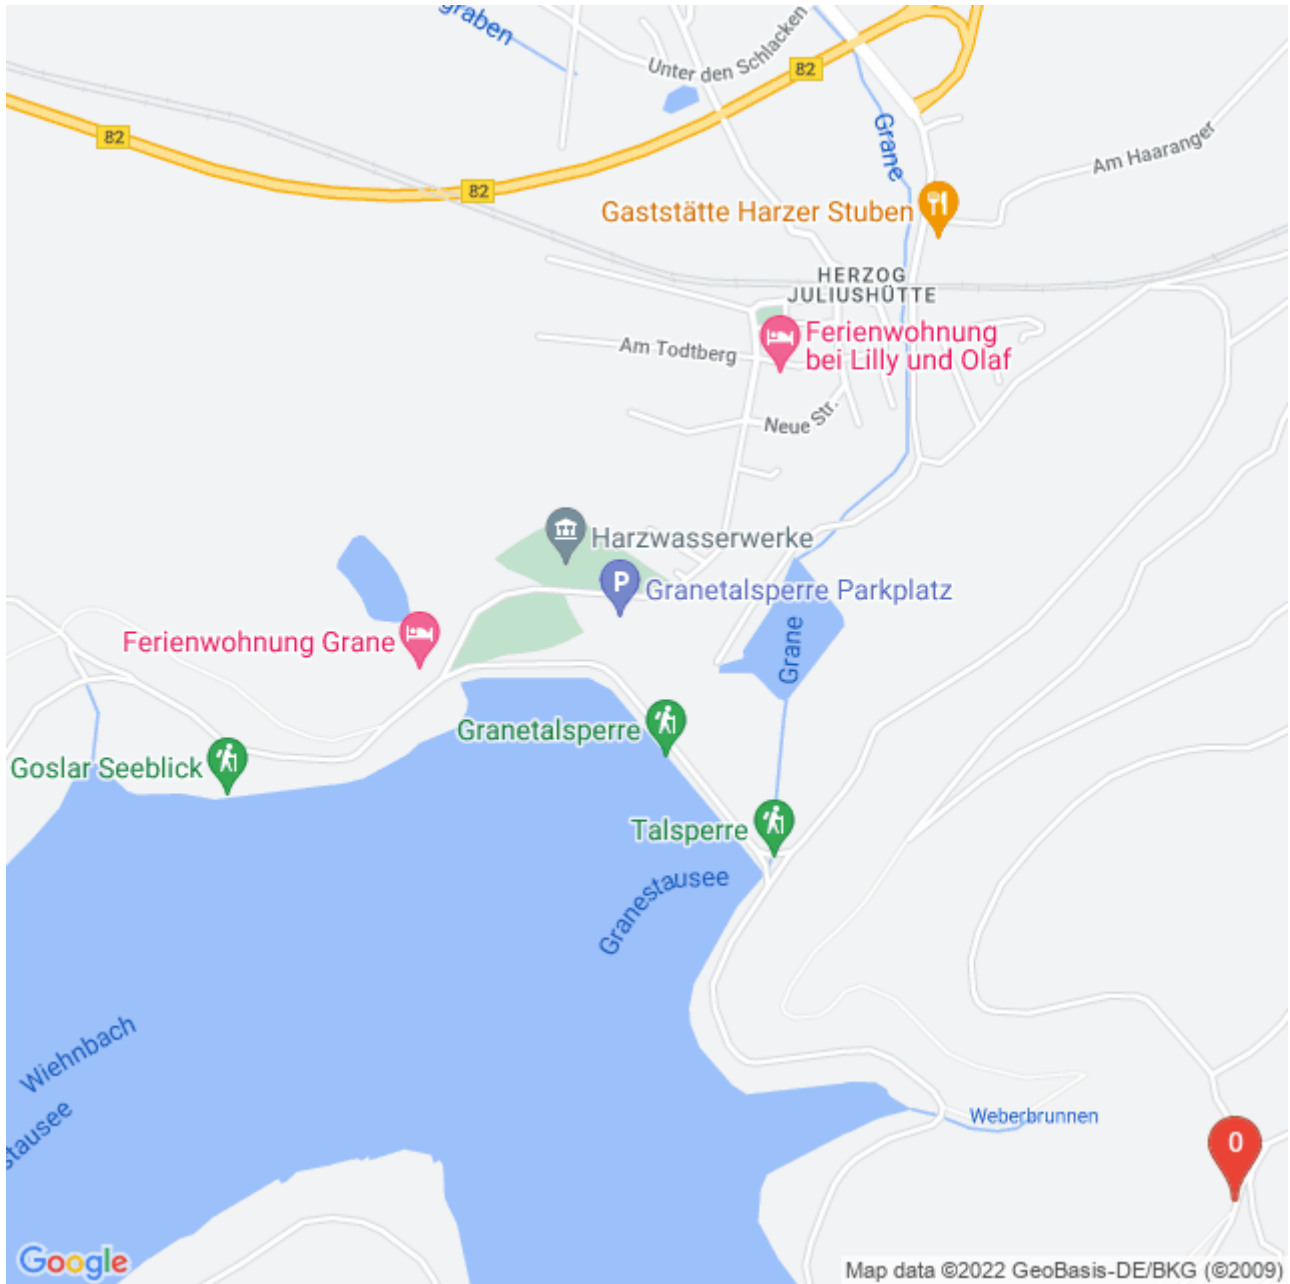 graben
Unter den Schlacken
82
82
82
Grane
Am Haaranger
Gaststätte Harzer Stuben
HERZOG
JULIUSHÜTTE
Ferienwohnung
bei Lilly und Olaf
Am Todtberg
Neue Str.
Harzwasserwerke
P
Granetalsperre Parkplatz
Ferienwohnung Grane
Grane
Granetalsperre
Goslar Seeblick
Talsperre
Granestausee
Wiehnbach
stausee
Weberbrunnen
0
Google
Map data ©2022 GeoBasis-DE/BKG (©2009)